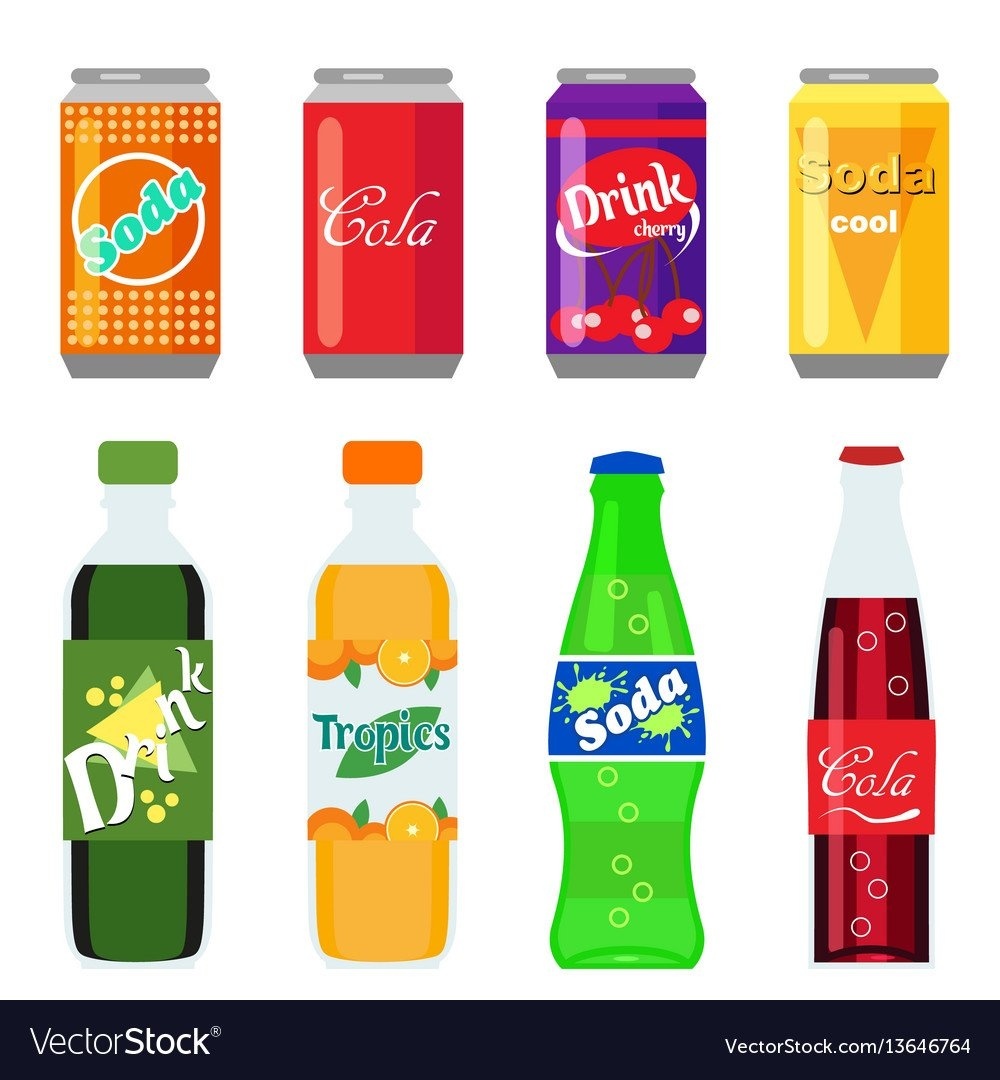 Soda
Cola
Drink
cherry
Soda
cool
Drink
Tropics
Soda
Cola
VectorStock®
VectorStock.com/13646764